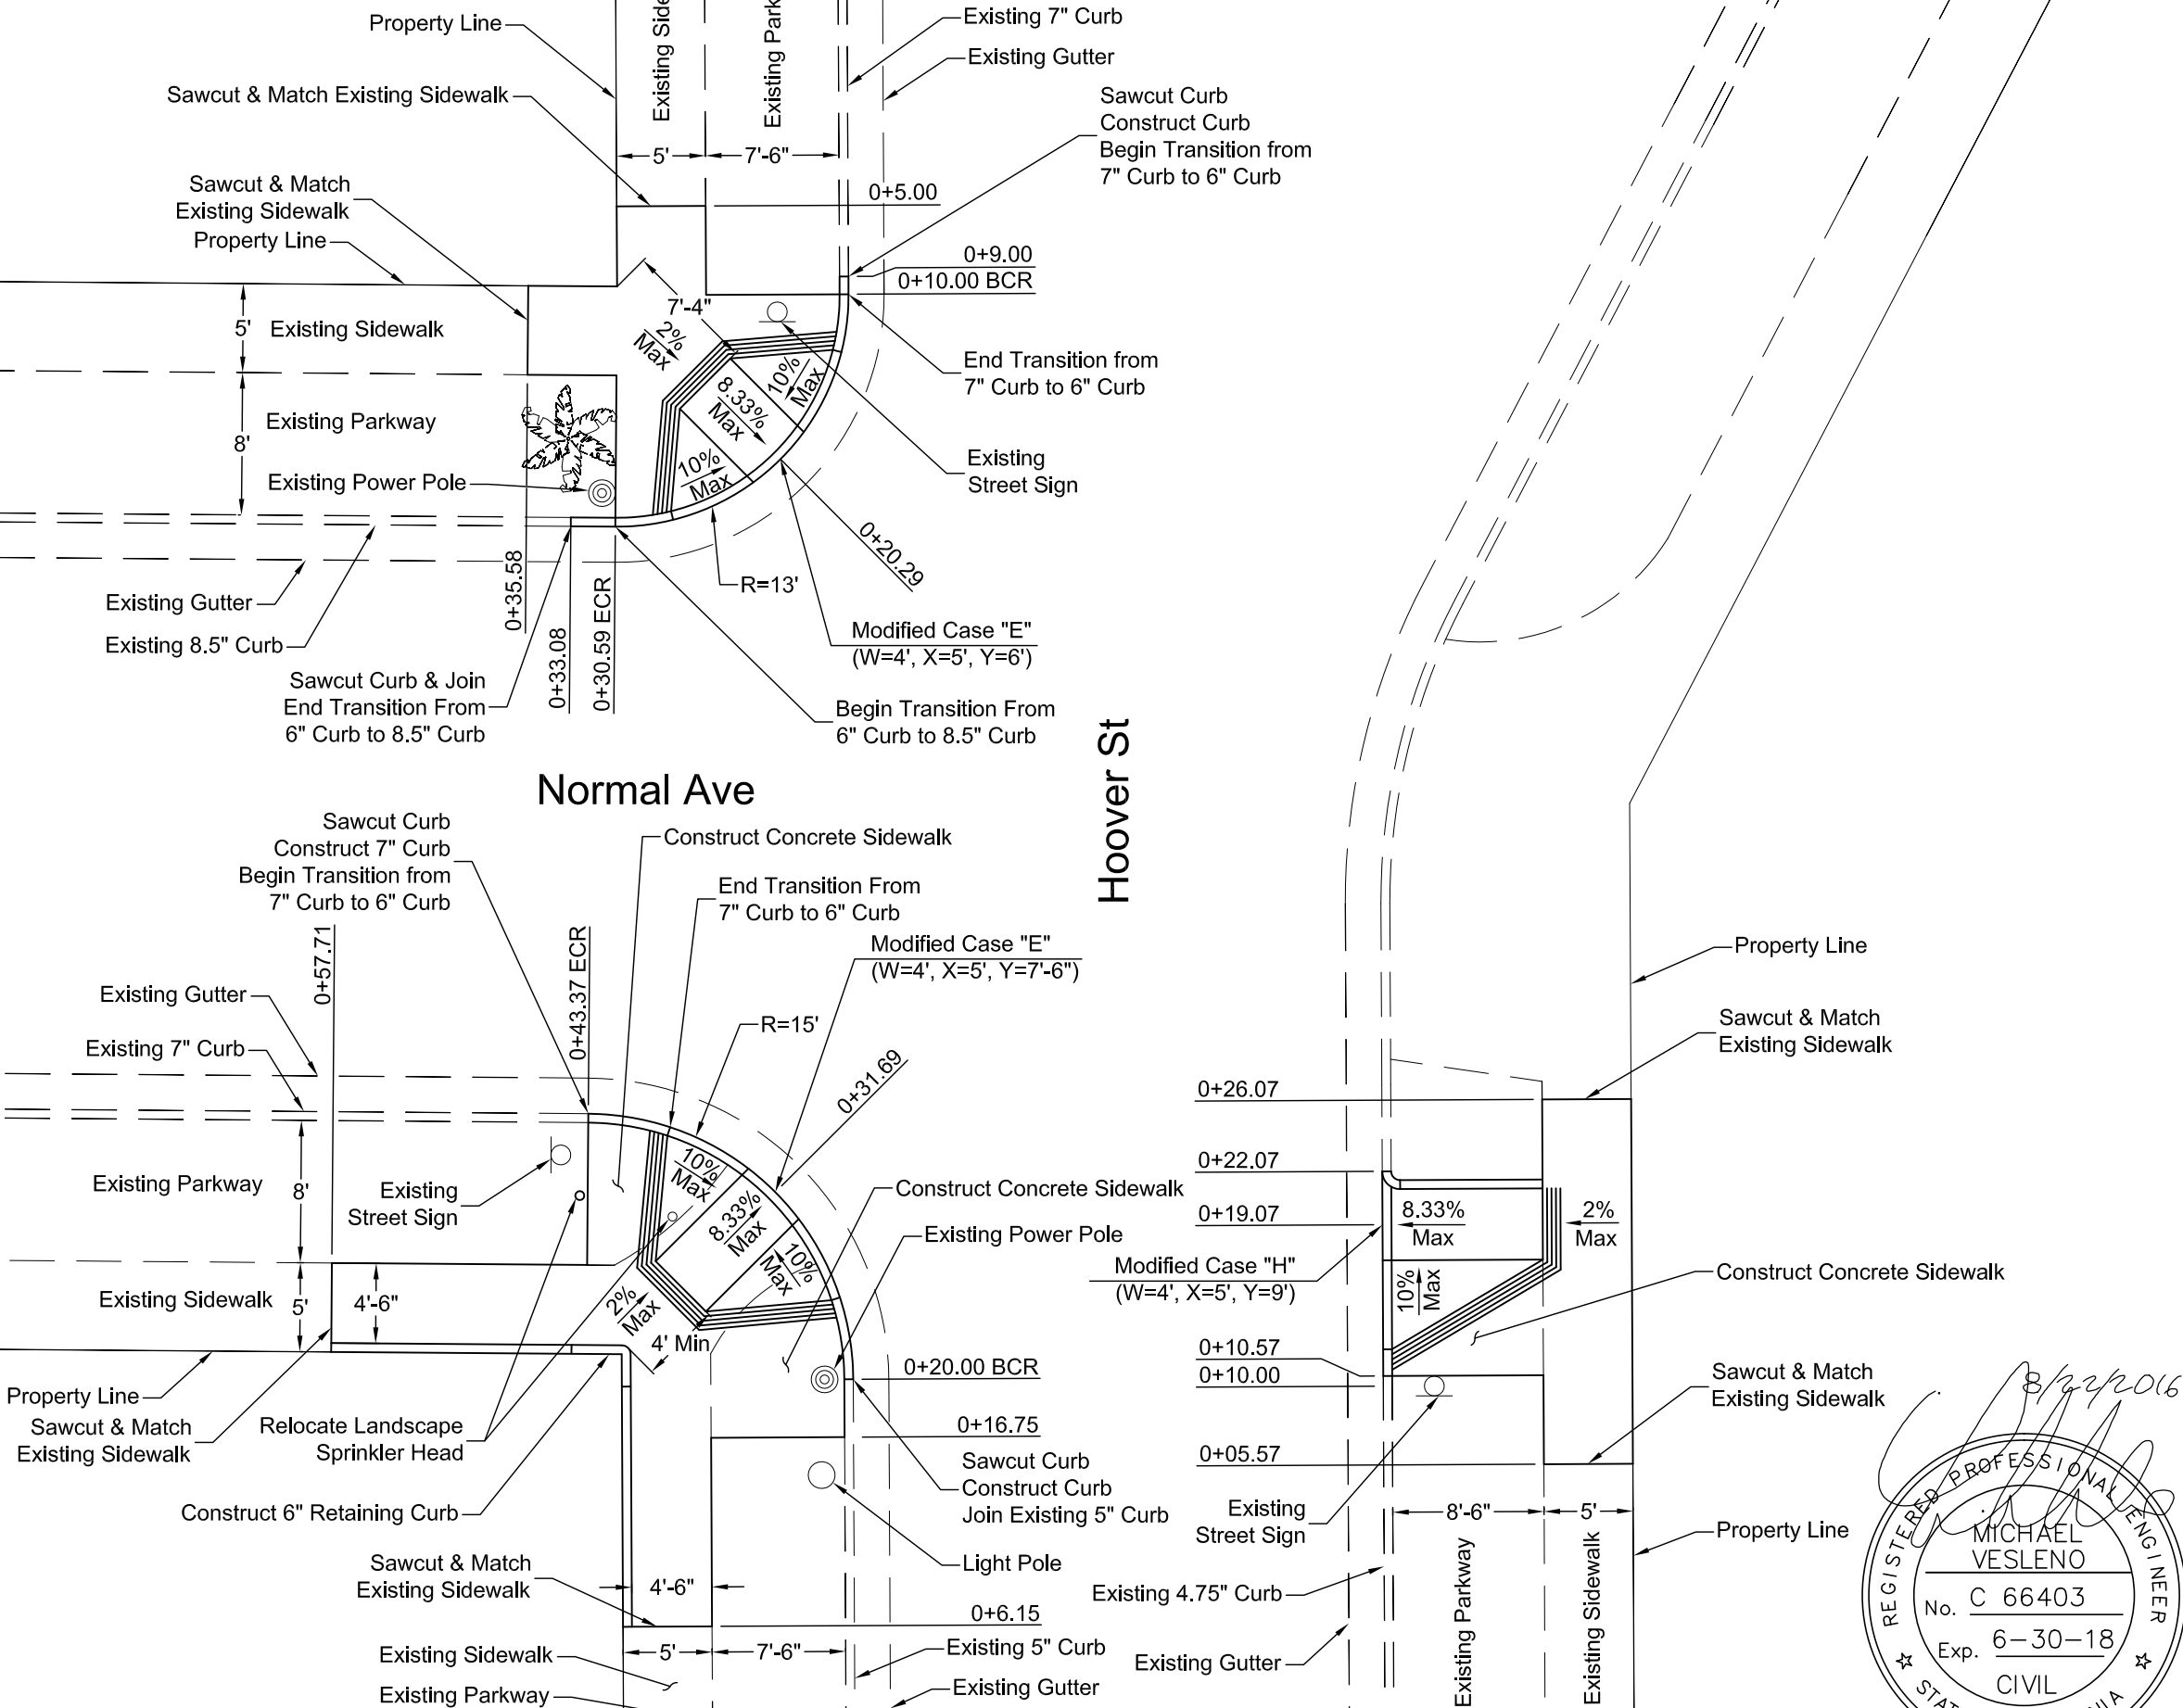 Property Line
Existing Side
Existing Park
Existing 7" Curb
Existing Gutter
Sawcut & Match Existing Sidewalk
Sawcut Curb
Construct Curb
Begin Transition from
7" Curb to 6" Curb
5'
7'-6"
Sawcut & Match
Existing Sidewalk
Property Line
0+5.00
0+9.00
0+10.00 BCR
7'-4"
2%
Max
5'
Existing Sidewalk
10%
Max
8.33%
Max
10%
Max
End Transition from
7" Curb to 6" Curb
8'
Existing Parkway
Existing Power Pole
Existing
Street Sign
0+20.29
R=13'
0+35.58
0+33.08
0+30.59 ECR
Existing Gutter
Existing 8.5" Curb
Modified Case "E"
(W=4', X=5', Y=6')
Sawcut Curb & Join
End Transition From
6" Curb to 8.5" Curb
Begin Transition From
6" Curb to 8.5" Curb
Normal Ave
Hoover St
Sawcut Curb
Construct 7" Curb
Begin Transition from
7" Curb to 6" Curb
Construct Concrete Sidewalk
End Transition From
7" Curb to 6" Curb
Modified Case "E"
(W=4', X=5', Y=7'-6")
0+57.71
0+43.37 ECR
Existing Gutter
Existing 7" Curb
R=15'
0+31.69
Property Line
Sawcut & Match
Existing Sidewalk
0+26.07
0+22.07
0+19.07
Existing Parkway
8'
Existing
Street Sign
10%
Max
8.33%
Max
10%
Max
Construct Concrete Sidewalk
Existing Power Pole
8.33%
Max
2%
Max
Modified Case "H"
(W=4', X=5', Y=9')
10%
Max
Construct Concrete Sidewalk
Existing Sidewalk
5'
4'-6"
2%
Max
4' Min
0+20.00 BCR
0+10.57
0+10.00
Property Line
Sawcut & Match
Existing Sidewalk
Relocate Landscape
Sprinkler Head
0+16.75
0+05.57
Sawcut & Match
Existing Sidewalk
Construct 6" Retaining Curb
Sawcut Curb
Construct Curb
Join Existing 5" Curb
Existing
Street Sign
8'-6"
5'
Property Line
Light Pole
Sawcut & Match
Existing Sidewalk
4'-6"
0+6.15
Existing 4.75" Curb
Existing Parkway
Existing Sidewalk
Existing Sidewalk
5'
7'-6"
Existing 5" Curb
Existing Gutter
Existing Parkway
Existing Gutter
8/22/2016
REGISTERED PROFESSIONAL ENGINEER
MICHAEL
VESLENO
No. C 66403
Exp. 6-30-18
CIVIL